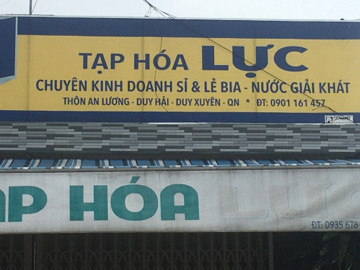 TẠP HÓA LỰC
CHUYÊN KINH DOANH SỈ & LẺ BIA - NƯỚC GIẢI KHÁT
THÔN AN LƯƠNG - DUY HẢI - DUY XUYÊN - QN * ĐT: 0901 161 457
ẠP HÓA
ĐT: 0935 678